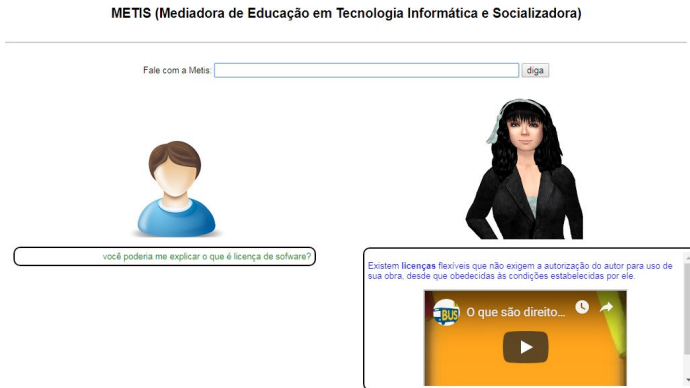 METIS (Mediadora de Educação em Tecnologia Informática e Socializadora)
Fale com a Metis:
diga
você poderia me explicar o que é licença de sofware?
Existem licenças flexíveis que não exigem a autorização do autor para uso de
sua obra, desde que obedecidas às condições estabelecidas por ele.
BUS
O que são direito...